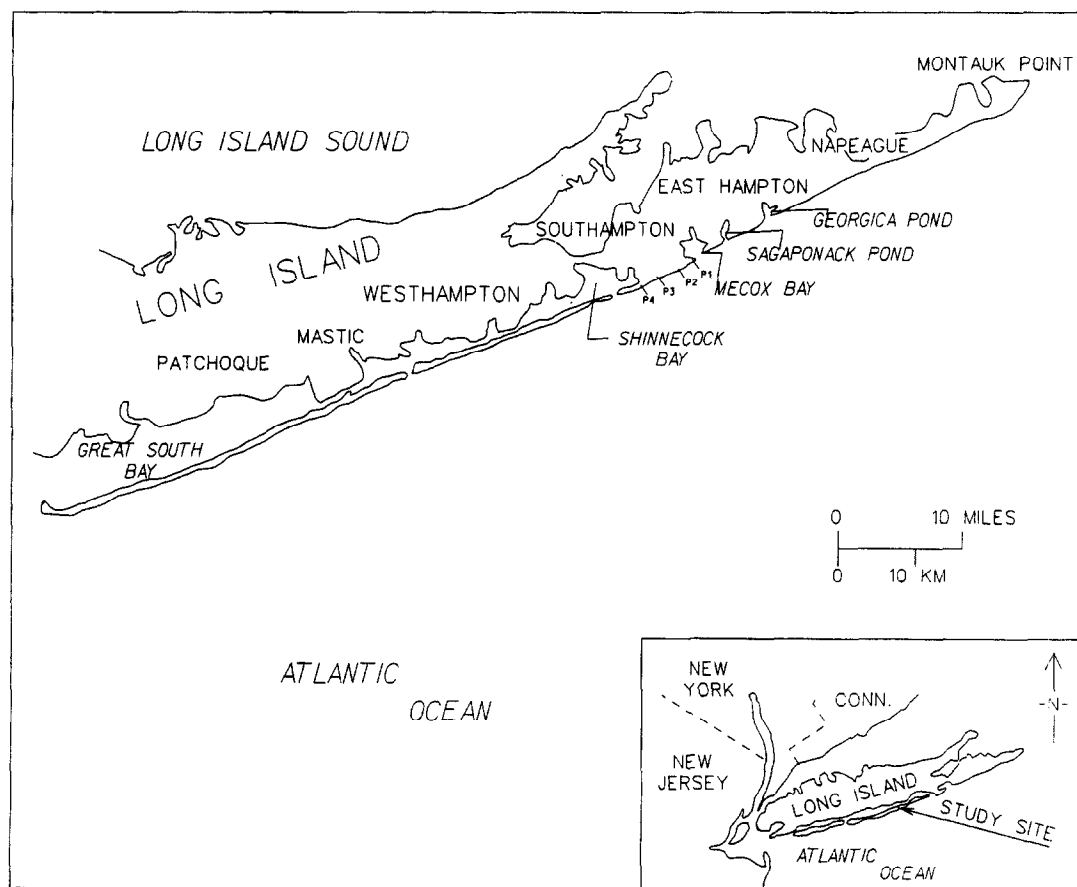 MONTAUK POINT
LONG ISLAND SOUND
NAPEAGUE
EAST HAMPTON
GEORGICA POND
SOUTHAMPTON
SAGAPONACK POND
LONG ISLAND
P1
P2
P3
P4
MECOX BAY
WESTHAMPTON
SHINNECOCK
BAY
MASTIC
PATCHOQUE
GREAT SOUTH
BAY
0 10 MILES
0 10 KM
ATLANTIC
OCEAN
NEW
YORK
CONN.
-N-
NEW
JERSEY
LONG ISLAND
STUDY SITE
ATLANTIC
OCEAN